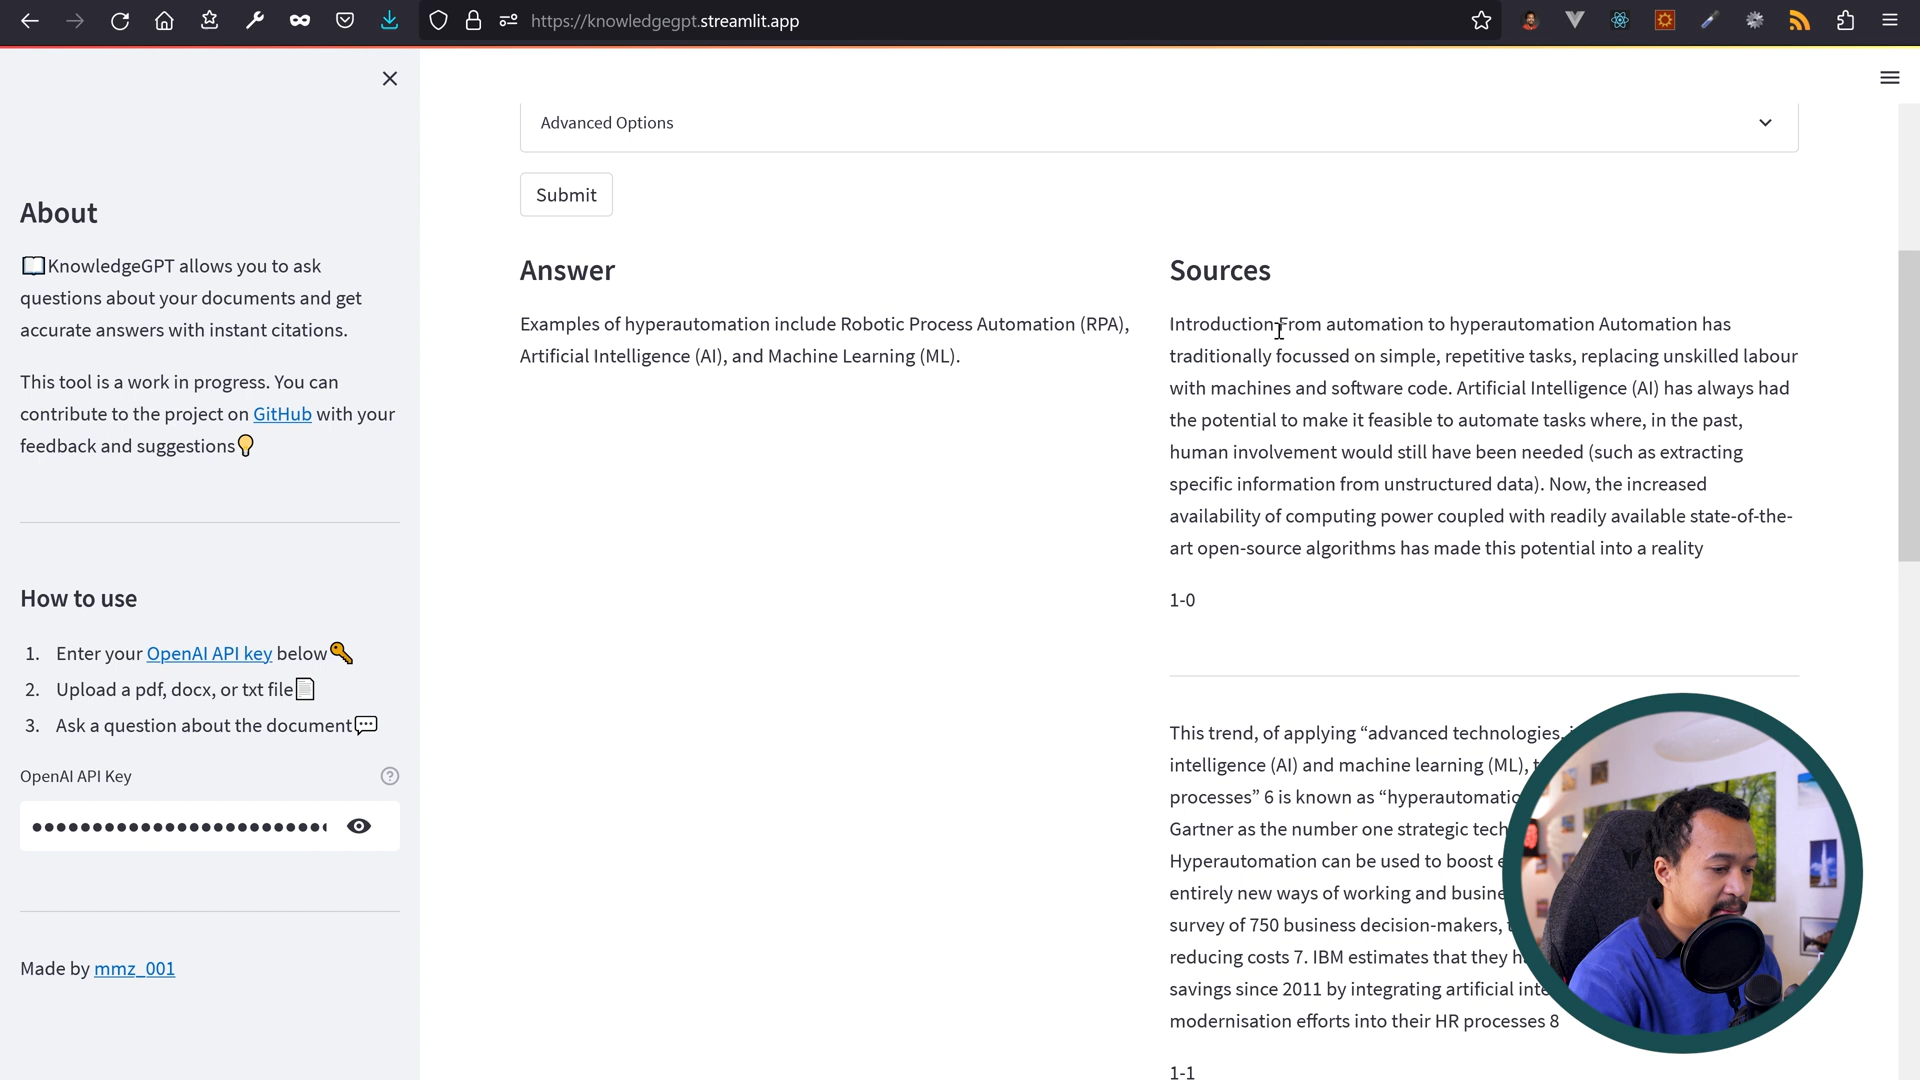 https://knowledgegpt.streamlit.app
About
KnowledgeGPT allows you to ask
questions about your documents and get
accurate answers with instant citations.
This tool is a work in progress. You can
contribute to the project on GitHub with your
feedback and suggestions
How to use
1. Enter your OpenAI API key below
2. Upload a pdf, docx, or txt file
3. Ask a question about the document
OpenAI API Key
Made by mmz_001
Advanced Options
Submit
Answer
Examples of hyperautomation include Robotic Process Automation (RPA),
Artificial Intelligence (AI), and Machine Learning (ML).
Sources
Introduction From automation to hyperautomation Automation has
traditionally focussed on simple, repetitive tasks, replacing unskilled labour
with machines and software code. Artificial Intelligence (AI) has always had
the potential to make it feasible to automate tasks where, in the past,
human involvement would still have been needed (such as extracting
specific information from unstructured data). Now, the increased
availability of computing power coupled with readily available state-of-the-
art open-source algorithms has made this potential into a reality
1-0
This trend, of applying “advanced technologies,
intelligence (AI) and machine learning (ML),
processes” 6 is known as
Gartner as the number one strategic
Hyperautomation can be used to boost
entirely new ways of working and
survey of 750 business decision-makers,
reducing costs 7. IBM estimates that they
savings since 2011 by integrating artificial
modernisation efforts into their HR processes 8
1-1